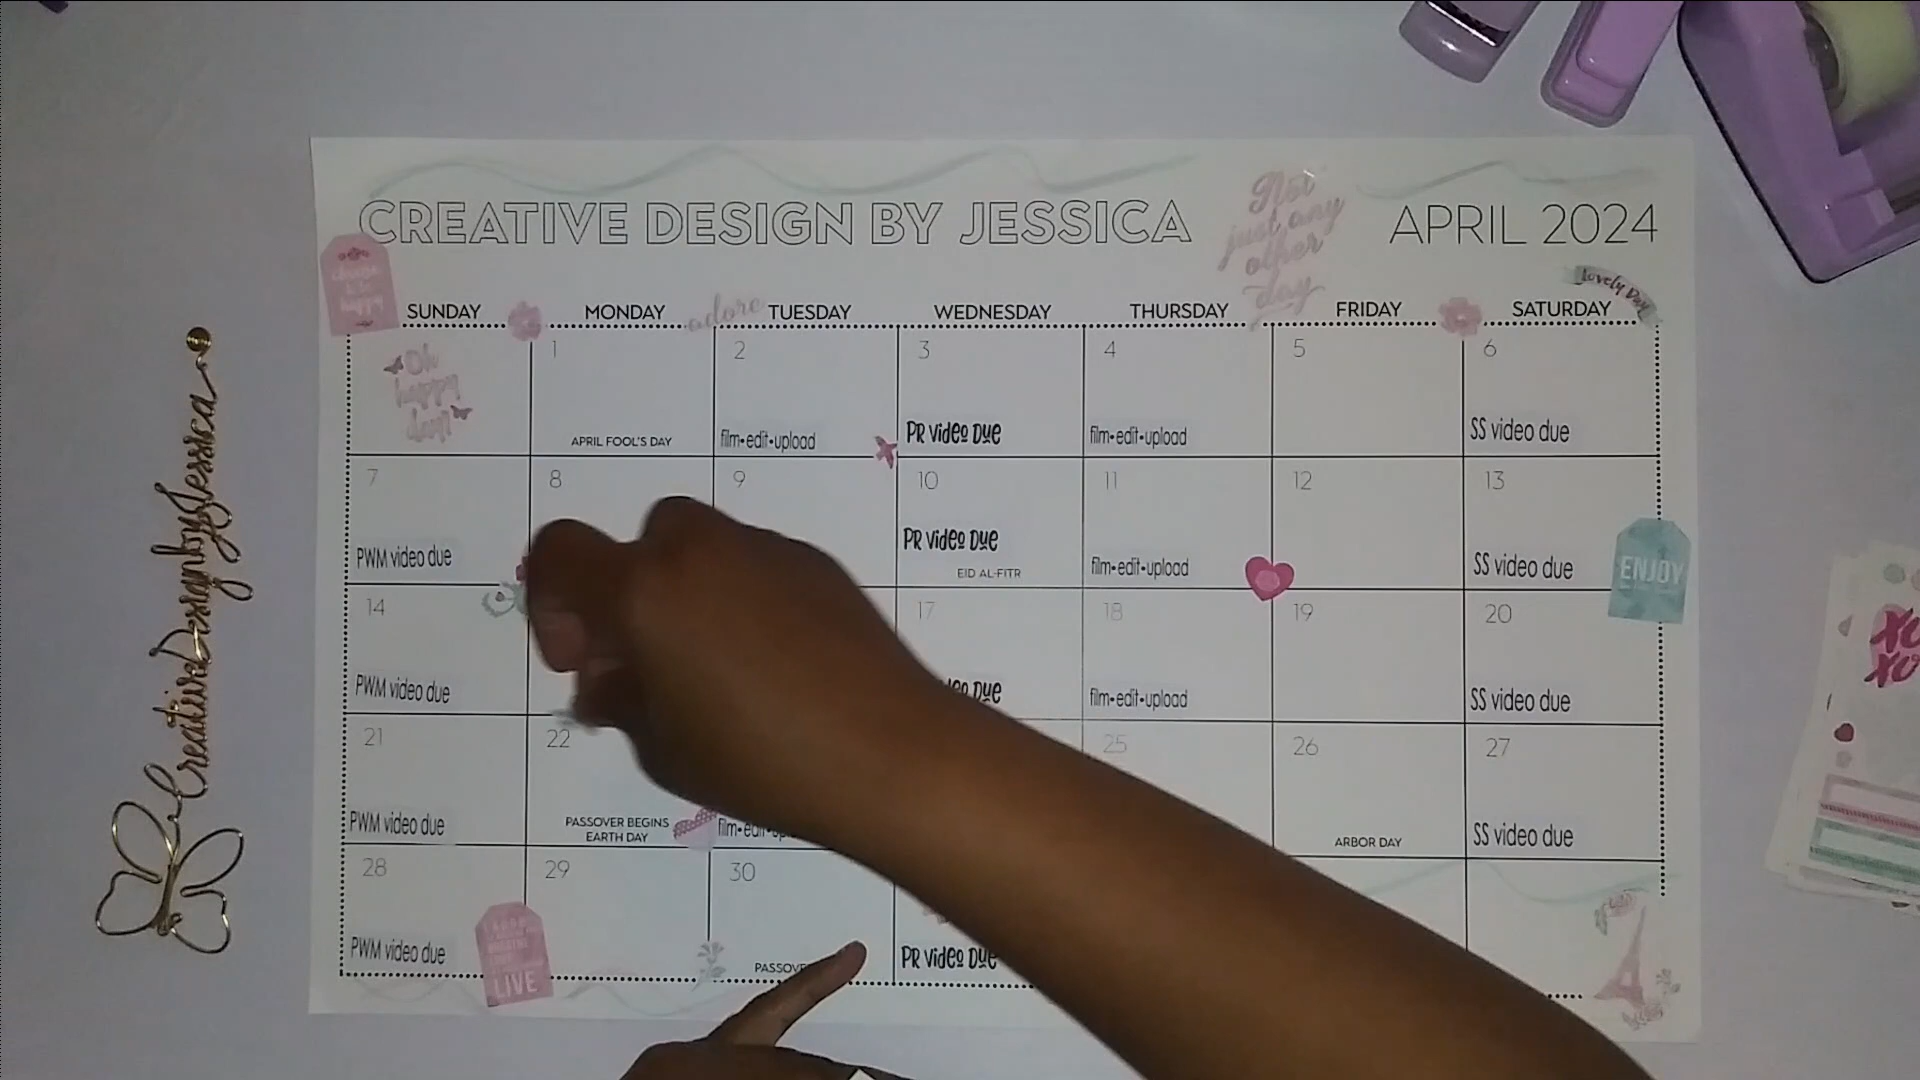 CREATIVE DESIGN BY JESSICA
Not
just any
other
day
APRIL 2024
happy
Lovely Day
SUNDAY
MONDAY
adore
TUESDAY
WEDNESDAY
THURSDAY
FRIDAY
SATURDAY
Oh
happy
day!
1
APRIL FOOL'S DAY
2
film•edit•upload
3
PR Video Due
4
film•edit•upload
5
6
SS video due
7
PWM video due
8
9
10
PR Video Due
EID AL-FITR
11
film•edit•upload
12
13
SS video due
ENJOY
14
PWM video due
17
Due
18
film•edit•upload
19
20
SS video due
21
PWM video due
22
PASSOVER BEGINS
EARTH DAY
25
26
ARBOR DAY
27
SS video due
28
PWM video due
LIVE
29
30
PR Video Due
CreativeDesignbyJessica
XO
XO